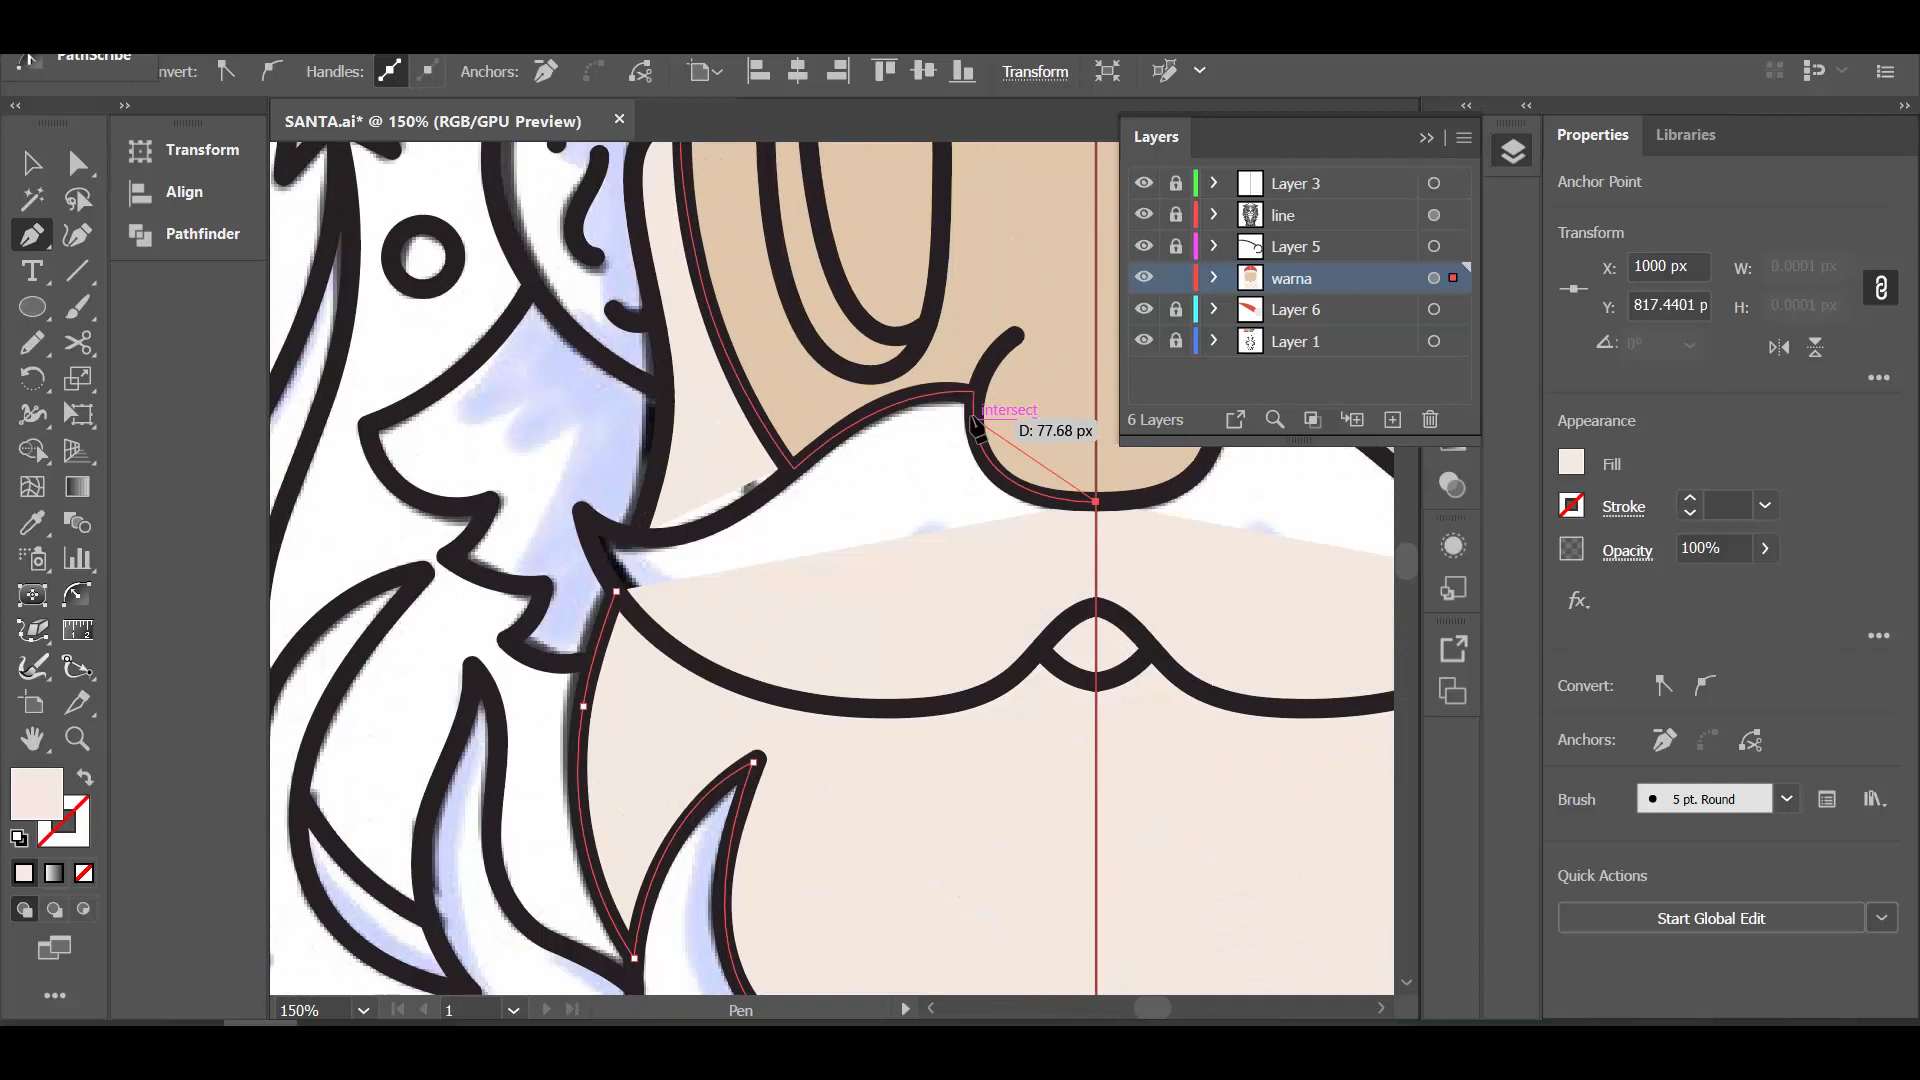 PathScribe
nvert:
Handles:
Anchors:
Transform
SANTA.ai* @ 150% (RGB/GPU Preview)
Transform
Align
Pathfinder
intersect
D: 77.68 px
150%
1
Pen
Layers
Layer 3
line
Layer 5
warna
Layer 6
Layer 1
6 Layers
Properties
Libraries
Anchor Point
Transform
X:
1000 px
W:
0.0001 px
Y:
817.4401 p
H:
0.0001 px
0°
Appearance
Fill
Stroke
Opacity
100%
fx.
Convert:
Anchors:
Brush
5 pt. Round
Quick Actions
Start Global Edit